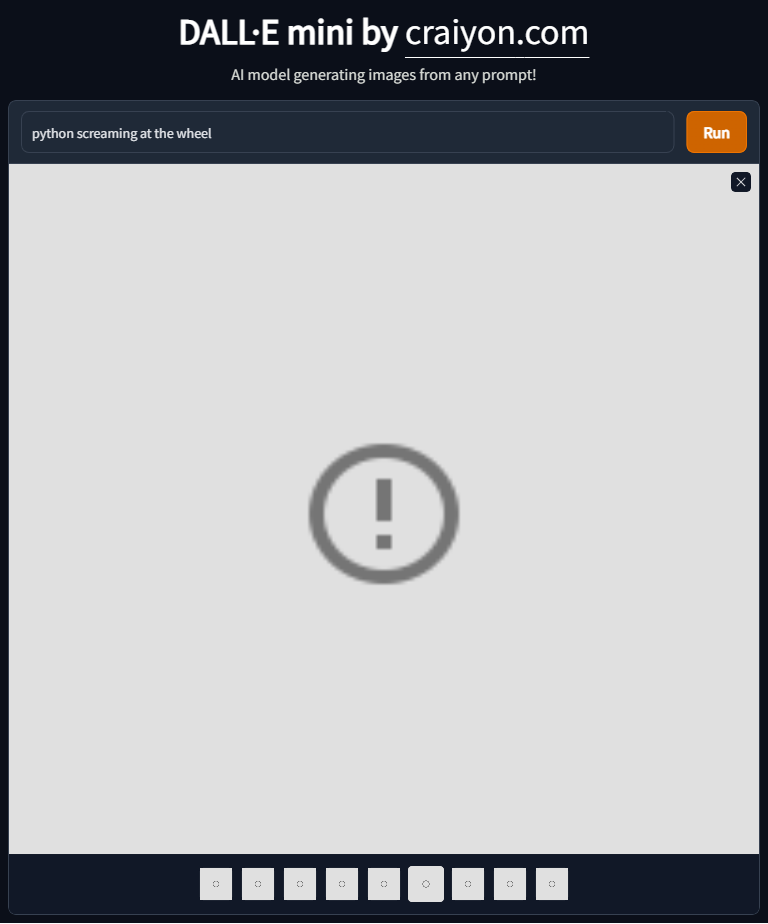 DALL·E mini by craiyon.com
AI model generating images from any prompt!
python screaming at the wheel
Run
!